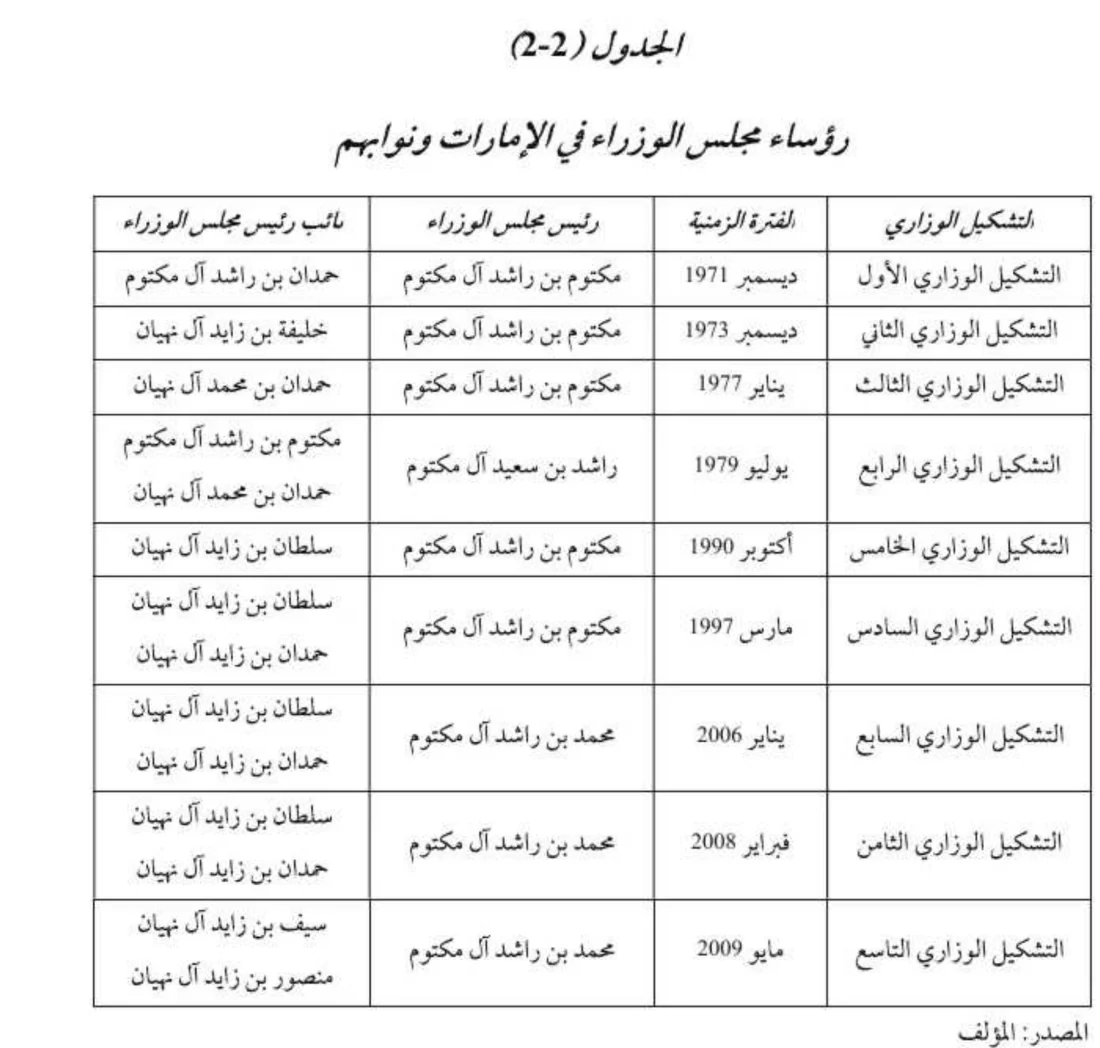 الجدول (2-2)
رؤساء مجلس الوزراء في الإمارات ونوابهم
التشكيل الوزاري الفترة الزمنية رئيس مجلس الوزراء نائب رئيس مجلس الوزراء
التشكيل الوزاري الأول ديسمبر 1971 مكتوم بن راشد آل مكتوم حمدان بن راشد آل مكتوم
التشكيل الوزاري الثاني ديسمبر 1973 مكتوم بن راشد آل مكتوم خليفة بن زايد آل نهيان
التشكيل الوزاري الثالث يناير 1977 مكتوم بن راشد آل مكتوم حمدان بن محمد آل نهيان
التشكيل الوزاري الرابع يوليو 1979 راشد بن سعيد آل مكتوم مكتوم بن راشد آل مكتوم
حمدان بن محمد آل نهيان
التشكيل الوزاري الخامس أكتوبر 1990 مكتوم بن راشد آل مكتوم سلطان بن زايد آل نهيان
التشكيل الوزاري السادس مارس 1997 مكتوم بن راشد آل مكتوم سلطان بن زايد آل نهيان
حمدان بن زايد آل نهيان
التشكيل الوزاري السابع يناير 2006 محمد بن راشد آل مكتوم سلطان بن زايد آل نهيان
حمدان بن زايد آل نهيان
التشكيل الوزاري الثامن فبراير 2008 محمد بن راشد آل مكتوم سلطان بن زايد آل نهيان
حمدان بن زايد آل نهيان
التشكيل الوزاري التاسع مايو 2009 محمد بن راشد آل مكتوم سيف بن زايد آل نهيان
منصور بن زايد آل نهيان
المصدر: المؤلف